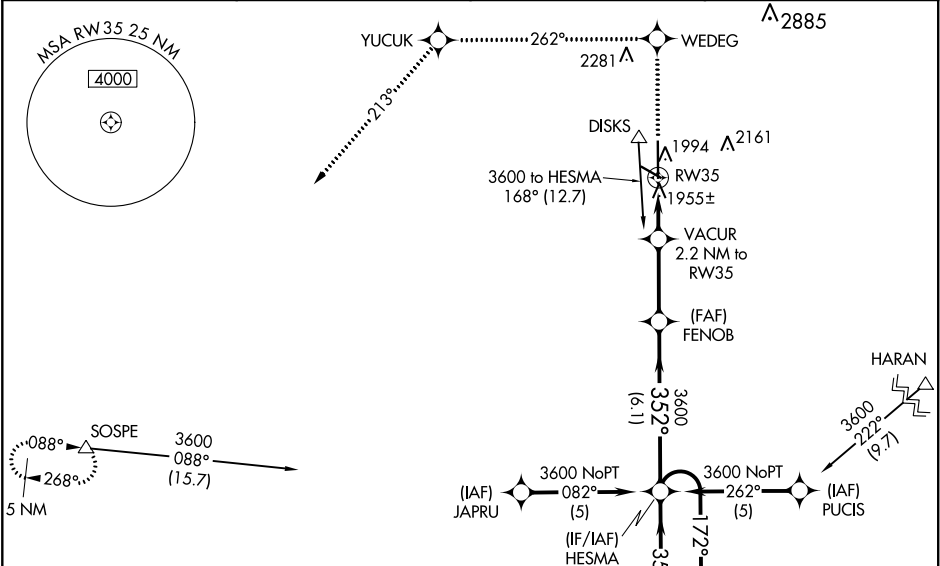 MSA RW35 25 NM
4000
2885
YUCUK
262°
WEDEG
2281
213°
DISKS
1994
2161
3600 to HESMA
168° (12.7)
RW35
1955±
VACUR
2.2 NM to
RW35
(FAF)
FENOB
HARAN
3600
222°
(9.7)
3600
352°
(6.1)
SOSPE
088°
268°
5 NM
3600
088°
(15.7)
3600 NoPT
082°
(5)
(IAF)
JAPRU
3600 NoPT
262°
(5)
(IAF)
PUCIS
(IF/IAF)
HESMA
172°